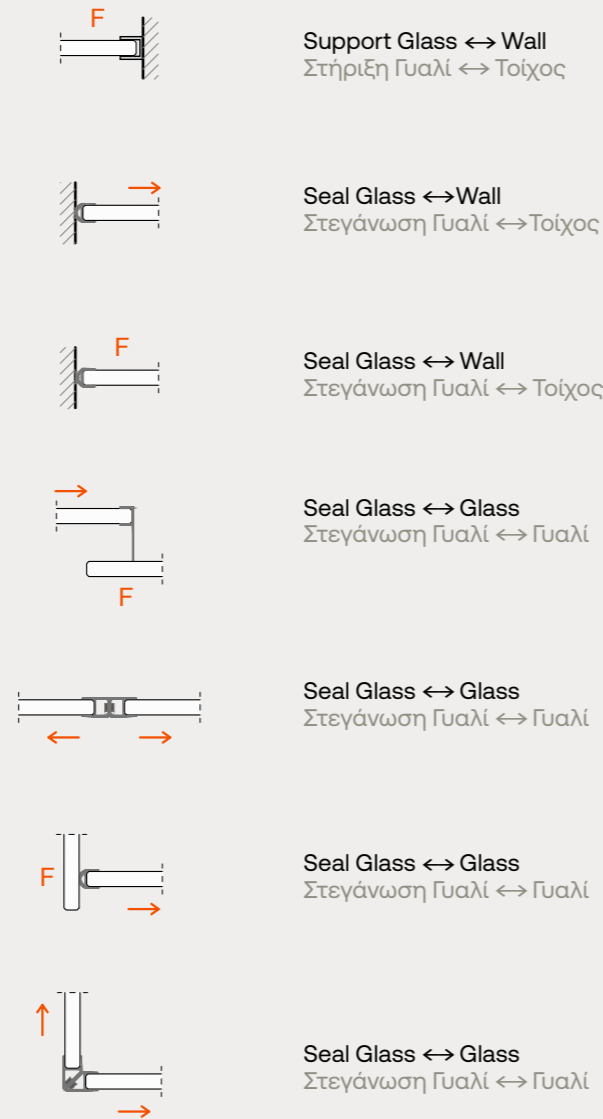 F
Support Glass ↔ Wall
Στήριξη Γυαλί ↔ Τοίχος
Seal Glass ↔Wall
Στεγάνωση Γυαλί ↔Τοίχος
F
Seal Glass ↔ Wall
Στεγάνωση Γυαλί ↔ Τοίχος
Seal Glass ↔ Glass
Στεγάνωση Γυαλί ↔ Γυαλί
F
Seal Glass ↔ Glass
Στεγάνωση Γυαλί ↔ Γυαλί
F
Seal Glass ↔ Glass
Στεγάνωση Γυαλί ↔ Γυαλί
Seal Glass ↔ Glass
Στεγάνωση Γυαλί ↔ Γυαλί